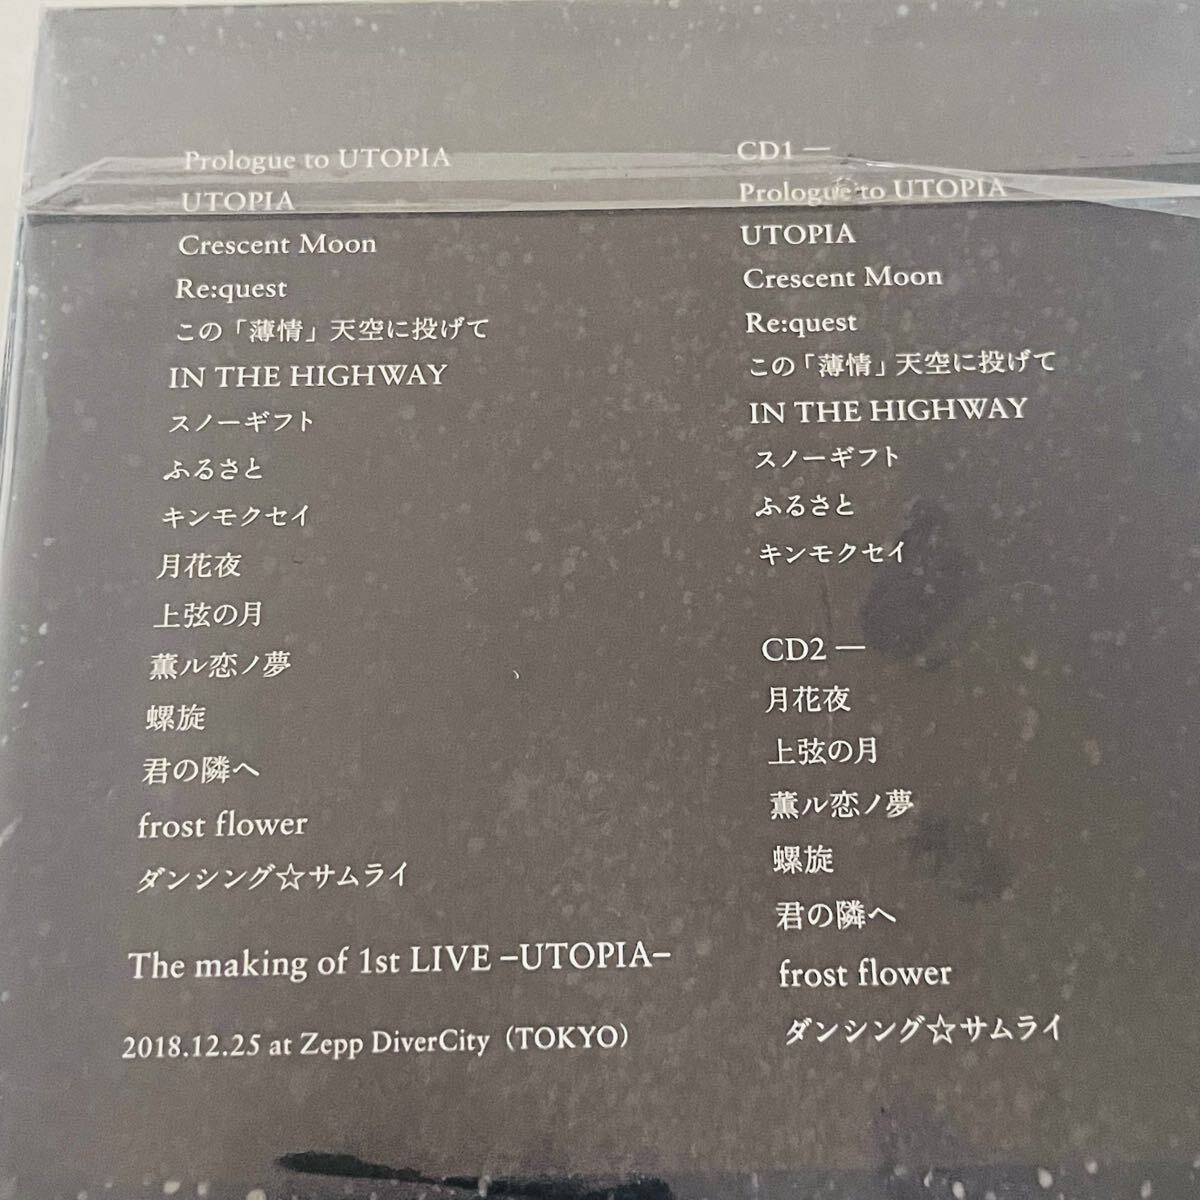 Prologue to UTOPIA
UTOPIA
Crescent Moon
Re:quest
この「薄情」天空に投げて
IN THE HIGHWAY
スノーギフト
ふるさと
キンモクセイ
月花夜
上弦の月
薫ル恋ノ夢
螺旋
君の隣へ
frost flower
ダンシング☆サムライ
The making of 1st LIVE –UTOPIA–
2018.12.25 at Zepp DiverCity（TOKYO）
CD1 —
Prologue to UTOPIA
UTOPIA
Crescent Moon
Re:quest
この「薄情」天空に投げて
IN THE HIGHWAY
スノーギフト
ふるさと
キンモクセイ
CD2 —
月花夜
上弦の月
薫ル恋ノ夢
螺旋
君の隣へ
frost flower
ダンシング☆サムライ